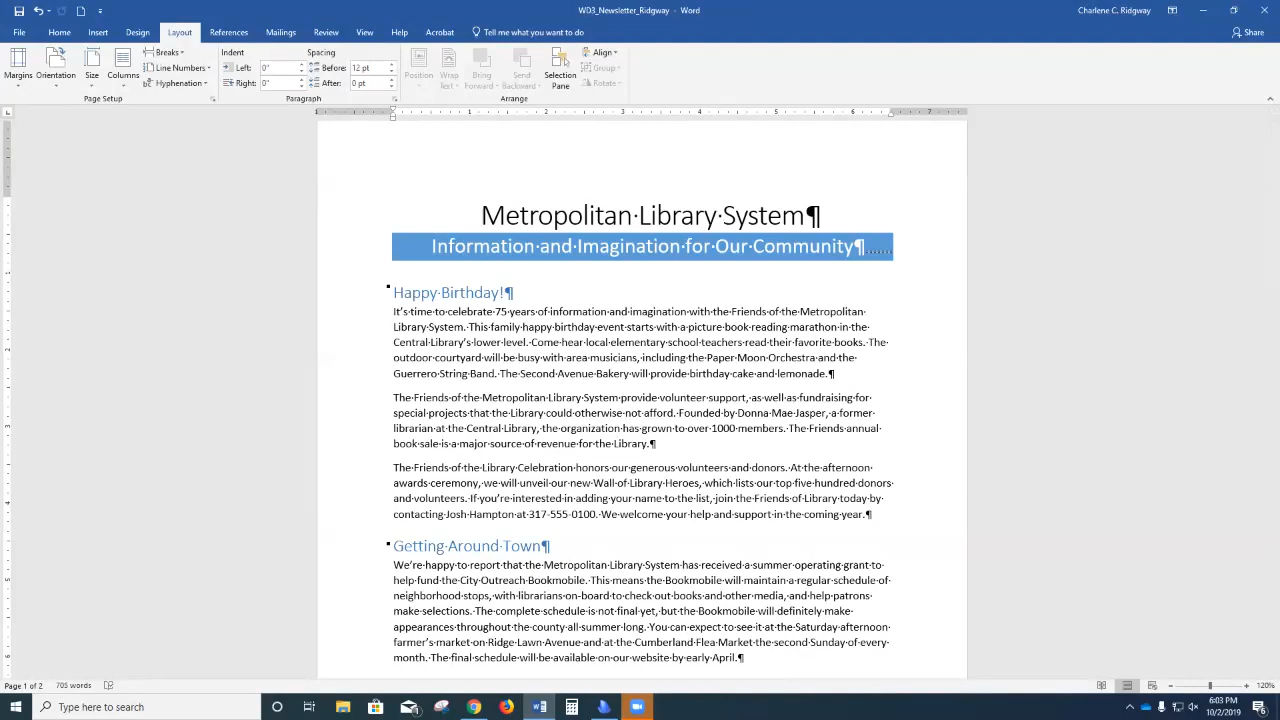 WD3_Newsletter_Ridgway - Word
Charlene C. Ridgway
File Home Insert Design Layout References Mailings Review View Help Acrobat Tell me what you want to do Share
Margins Orientation Size Columns
Breaks
Line Numbers
Hyphenation
Page Setup
Indent
Left: 0"
Right: 0"
Spacing
Before: 12 pt
After: 0 pt
Paragraph
Position
Wrap Text
Bring Forward
Send Backward
Selection Pane
Align
Group
Rotate
Arrange
1 1 2 3 4 5 6 7
Metropolitan·Library·System¶
Information·and·Imagination·for·Our·Community¶
Happy·Birthday!¶
It's·time·to·celebrate·75·years·of·information·and·imagination·with·the·Friends·of·the·Metropolitan·
Library·System.·This·family·happy·birthday·event·starts·with·a·picture·book·reading·marathon·in·the·
Central·Library's·lower·level.·Come·hear·local·elementary·school·teachers·read·their·favorite·books.·The·
outdoor·courtyard·will·be·busy·with·area·musicians,·including·the·Paper·Moon·Orchestra·and·the·
Guerrero·String·Band.·The·Second·Avenue·Bakery·will·provide·birthday·cake·and·lemonade.¶
The·Friends·of·the·Metropolitan·Library·System·provide·volunteer·support,·as·well·as·fundraising·for·
special·projects·that·the·Library·could·otherwise·not·afford.·Founded·by·Donna·Mae·Jasper,·a·former·
librarian·at·the·Central·Library,·the·organization·has·grown·to·over·1000·members.·The·Friends·annual·
book·sale·is·a·major·source·of·revenue·for·the·Library.¶
The·Friends·of·the·Library·Celebration·honors·our·generous·volunteers·and·donors.·At·the·afternoon·
awards·ceremony,·we·will·unveil·our·new·Wall·of·Library·Heroes,·which·lists·our·top·five·hundred·donors·
and·volunteers.·If·you're·interested·in·adding·your·name·to·the·list,·join·the·Friends·of·Library·today·by·
contacting·Josh·Hampton·at·317-555-0100.·We·welcome·your·help·and·support·in·the·coming·year.¶
Getting·Around·Town¶
We're·happy·to·report·that·the·Metropolitan·Library·System·has·received·a·summer·operating·grant·to·
help·fund·the·City·Outreach·Bookmobile.·This·means·the·Bookmobile·will·maintain·a·regular·schedule·of·
neighborhood·stops,·with·librarians·on-board·to·check·out·books·and·other·media,·and·help·patrons·
make·selections.·The·complete·schedule·is·not·final·yet,·but·the·Bookmobile·will·definitely·make·
appearances·throughout·the·county·all·summer·long.·You·can·expect·to·see·it·at·the·Saturday·afternoon·
farmer's·market·on·Ridge·Lawn·Avenue·and·at·the·Cumberland·Flea·Market·the·second·Sunday·of·every·
month.·The·final·schedule·will·be·available·on·our·website·by·early·April.¶
Page 1 of 2 705 words 120%
Type here to search
6:03 PM
10/2/2019